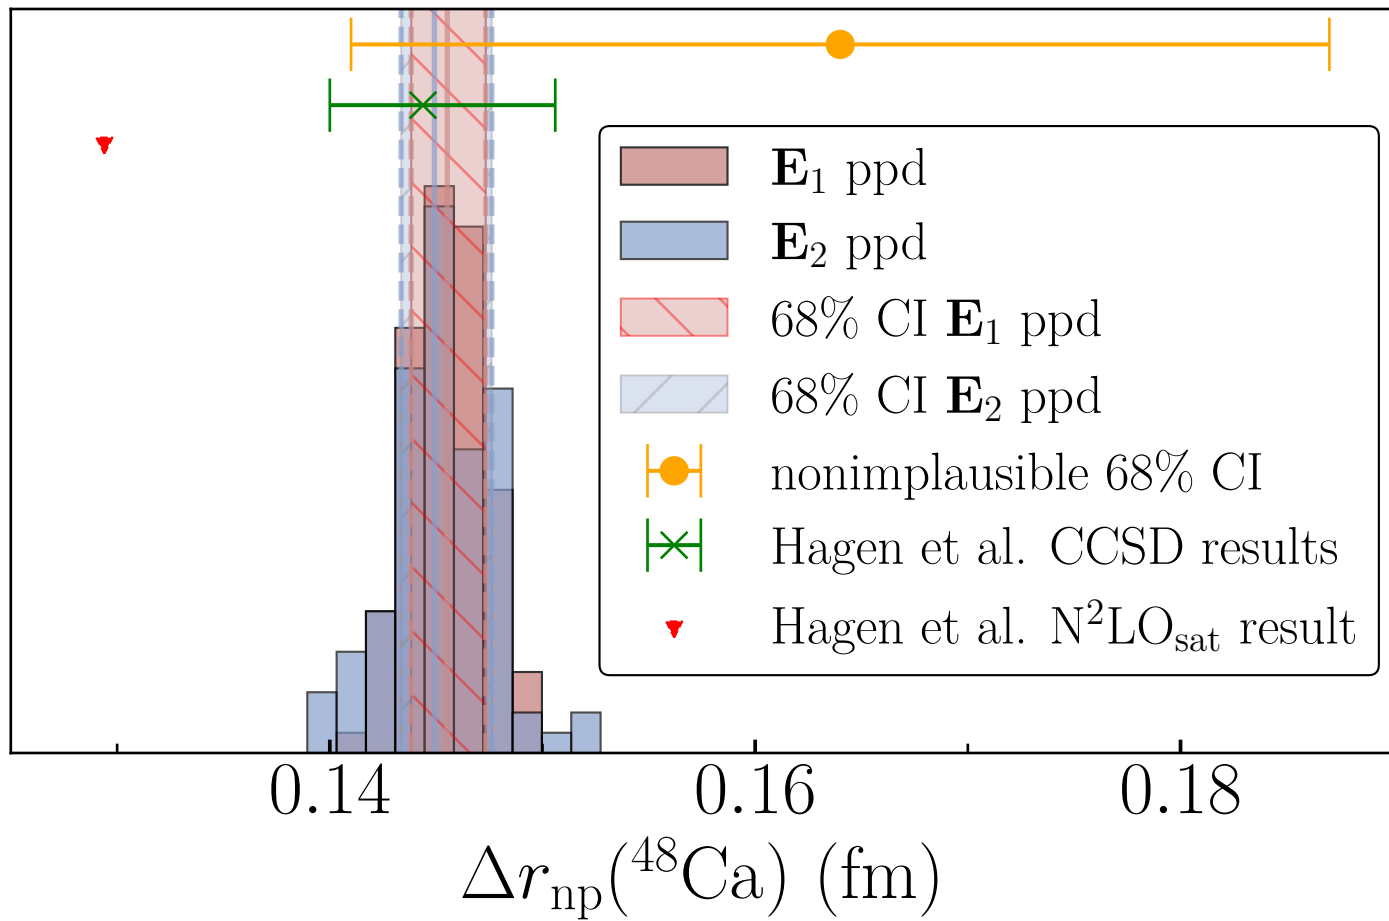 E₁ ppd
E₂ ppd
68% CI E₁ ppd
68% CI E₂ ppd
nonimplausible 68% CI
Hagen et al. CCSD results
Hagen et al. N²LOsat result
0.14 0.16 0.18
Δrnp(⁴⁸Ca) (fm)